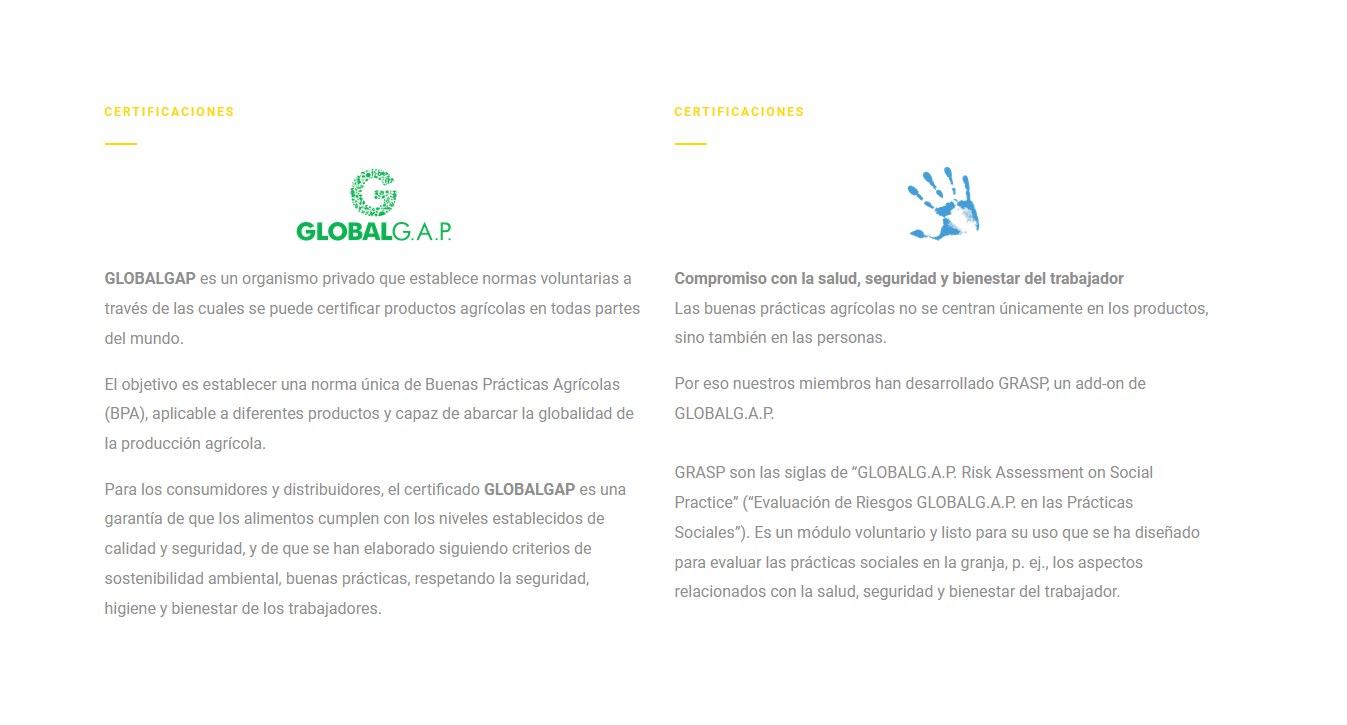 CERTIFICACIONES
GLOBALG.A.P.
GLOBALGAP es un organismo privado que establece normas voluntarias a
través de las cuales se puede certificar productos agrícolas en todas partes
del mundo.
El objetivo es establecer una norma única de Buenas Prácticas Agrícolas
(BPA), aplicable a diferentes productos y capaz de abarcar la globalidad de
la producción agrícola.
Para los consumidores y distribuidores, el certificado GLOBALGAP es una
garantía de que los alimentos cumplen con los niveles establecidos de
calidad y seguridad, y de que se han elaborado siguiendo criterios de
sostenibilidad ambiental, buenas prácticas, respetando la seguridad,
higiene y bienestar de los trabajadores.
CERTIFICACIONES
Compromiso con la salud, seguridad y bienestar del trabajador
Las buenas prácticas agrícolas no se centran únicamente en los productos,
sino también en las personas.
Por eso nuestros miembros han desarrollado GRASP, un add-on de
GLOBALG.A.P.
GRASP son las siglas de “GLOBALG.A.P. Risk Assessment on Social
Practice” (“Evaluación de Riesgos GLOBALG.A.P. en las Prácticas
Sociales”). Es un módulo voluntario y listo para su uso que se ha diseñado
para evaluar las prácticas sociales en la granja, p. ej., los aspectos
relacionados con la salud, seguridad y bienestar del trabajador.